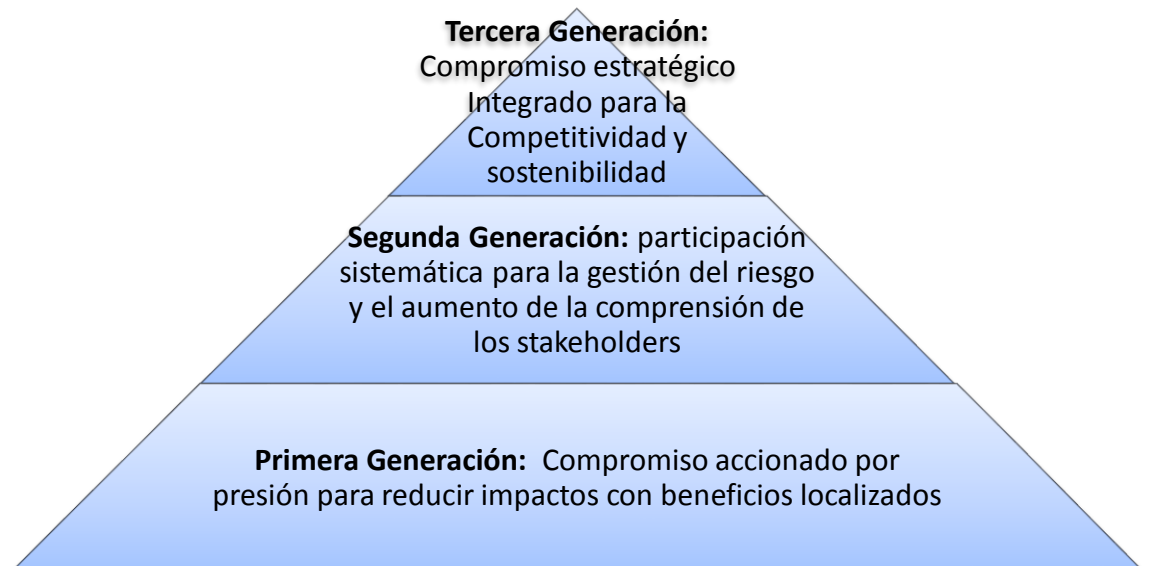 Tercera Generación:
Compromiso estratégico
Integrado para la
Competitividad y
sostenibilidad
Segunda Generación: participación
sistemática para la gestión del riesgo
y el aumento de la comprensión de
los stakeholders
Primera Generación:  Compromiso accionado por
presión para reducir impactos con beneficios localizados